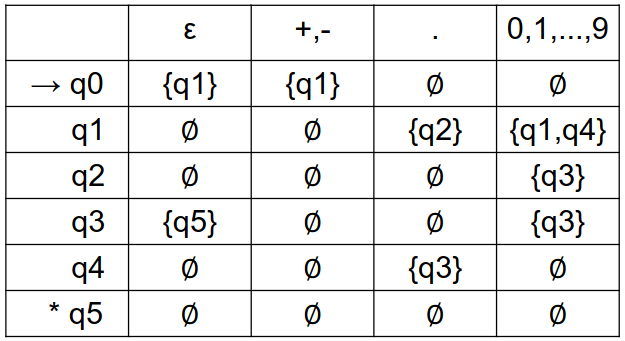 ε +,- . 0,1,...,9
→ q0 {q1} {q1} ∅ ∅
q1 ∅ ∅ {q2} {q1,q4}
q2 ∅ ∅ ∅ {q3}
q3 {q5} ∅ ∅ {q3}
q4 ∅ ∅ {q3} ∅
* q5 ∅ ∅ ∅ ∅